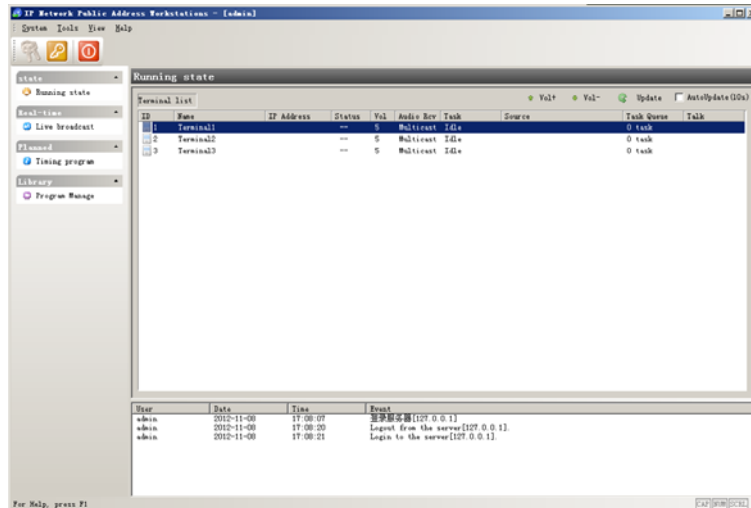 IP Network Public Address Workstations - [admin]
System Tools View Help
state
Running state
Real-time
Live broadcast
Planned
Timing program
Library
Program Manage
Running state
Terminal list
Vol+ Vol- Update AutoUpdate(10s)
ID Name IP Address Status Vol Audio Rcv Task Source Task Queue Talk
1 Terminal1 -- 5 Multicast Idle 0 task
2 Terminal2 -- 5 Multicast Idle 0 task
3 Terminal3 -- 5 Multicast Idle 0 task
User Date Time Event
admin 2012-11-08 17:08:07 登录服务器[127.0.0.1]
admin 2012-11-08 17:08:20 Logout from the server[127.0.0.1].
admin 2012-11-08 17:08:21 Login to the server[127.0.0.1].
For Help, press F1
CAP NUM SCRL